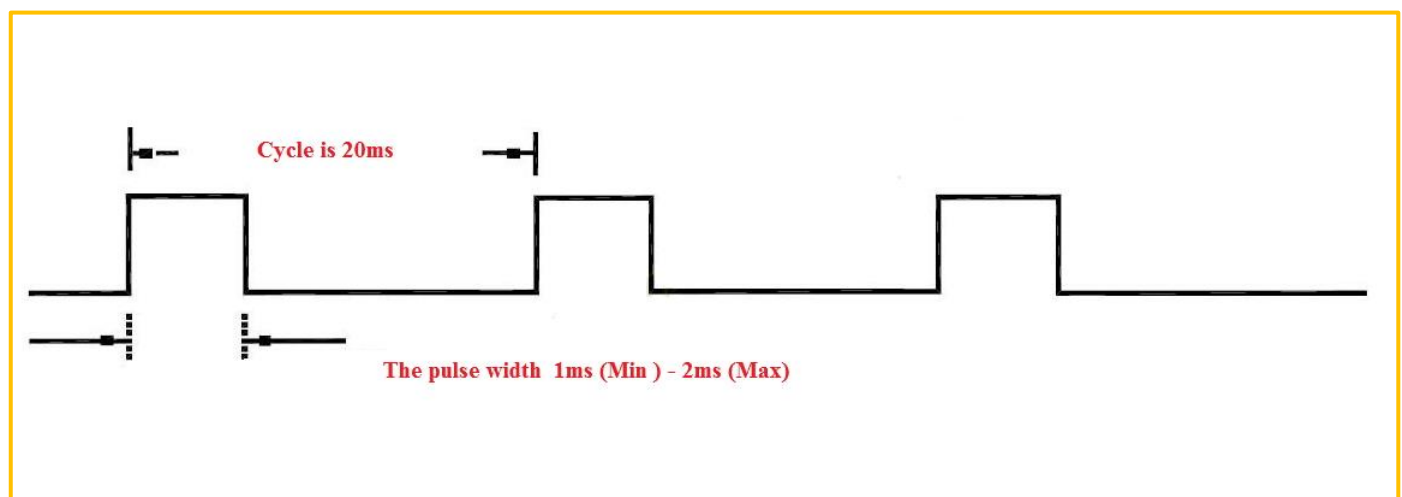 Cycle is 20ms
The pulse width 1ms (Min ) - 2ms (Max)